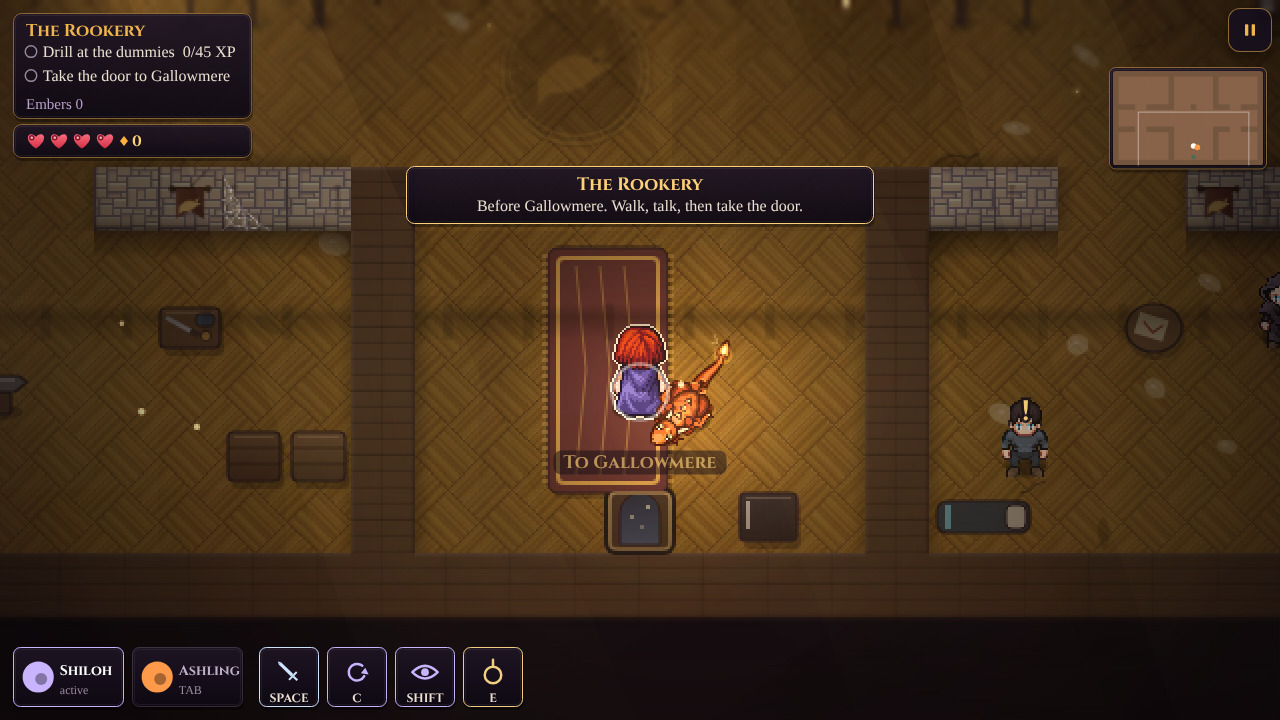 The Rookery
Drill at the dummies 0/45 XP
Take the door to Gallowmere
Embers 0
0
The Rookery
Before Gallowmere. Walk, talk, then take the door.
To Gallowmere
Shiloh
active
Ashling
TAB
SPACE
C
SHIFT
E